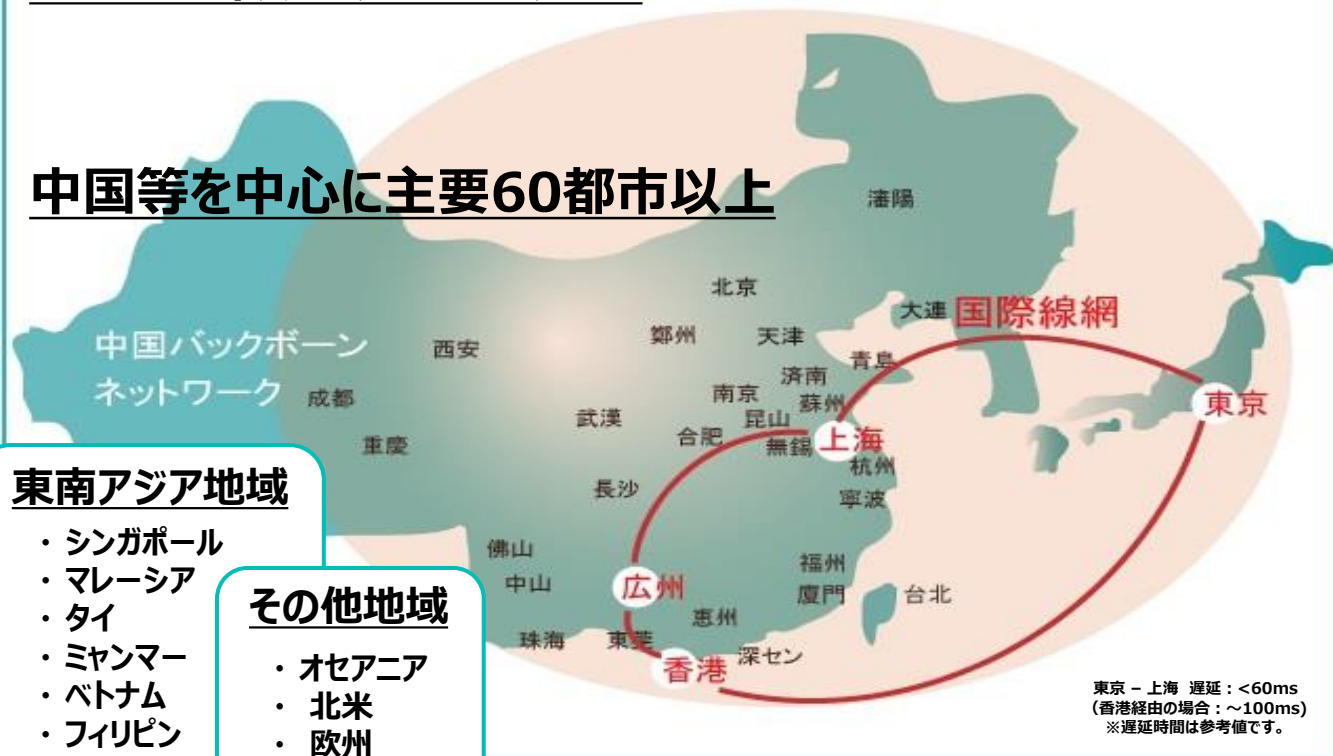 中国等を中心に主要60都市以上
瀋陽
北京
大連
国際線網
鄭州
天津
西安
中国バックボーン
ネットワーク
青島
済南
南京
蘇州
成都
東京
武漢
昆山
合肥
無錫
上海
重慶
杭州
長沙
寧波
東南アジア地域
・シンガポール
・マレーシア
・タイ
・ミャンマー
・ベトナム
・フィリピン
佛山
中山
福州
広州
廈門
台北
その他地域
・オセアニア
・北米
・欧州
恵州
珠海
東莞
深セン
香港
東京 – 上海 遅延：<60ms
（香港経由の場合：～100ms)
※遅延時間は参考値です。